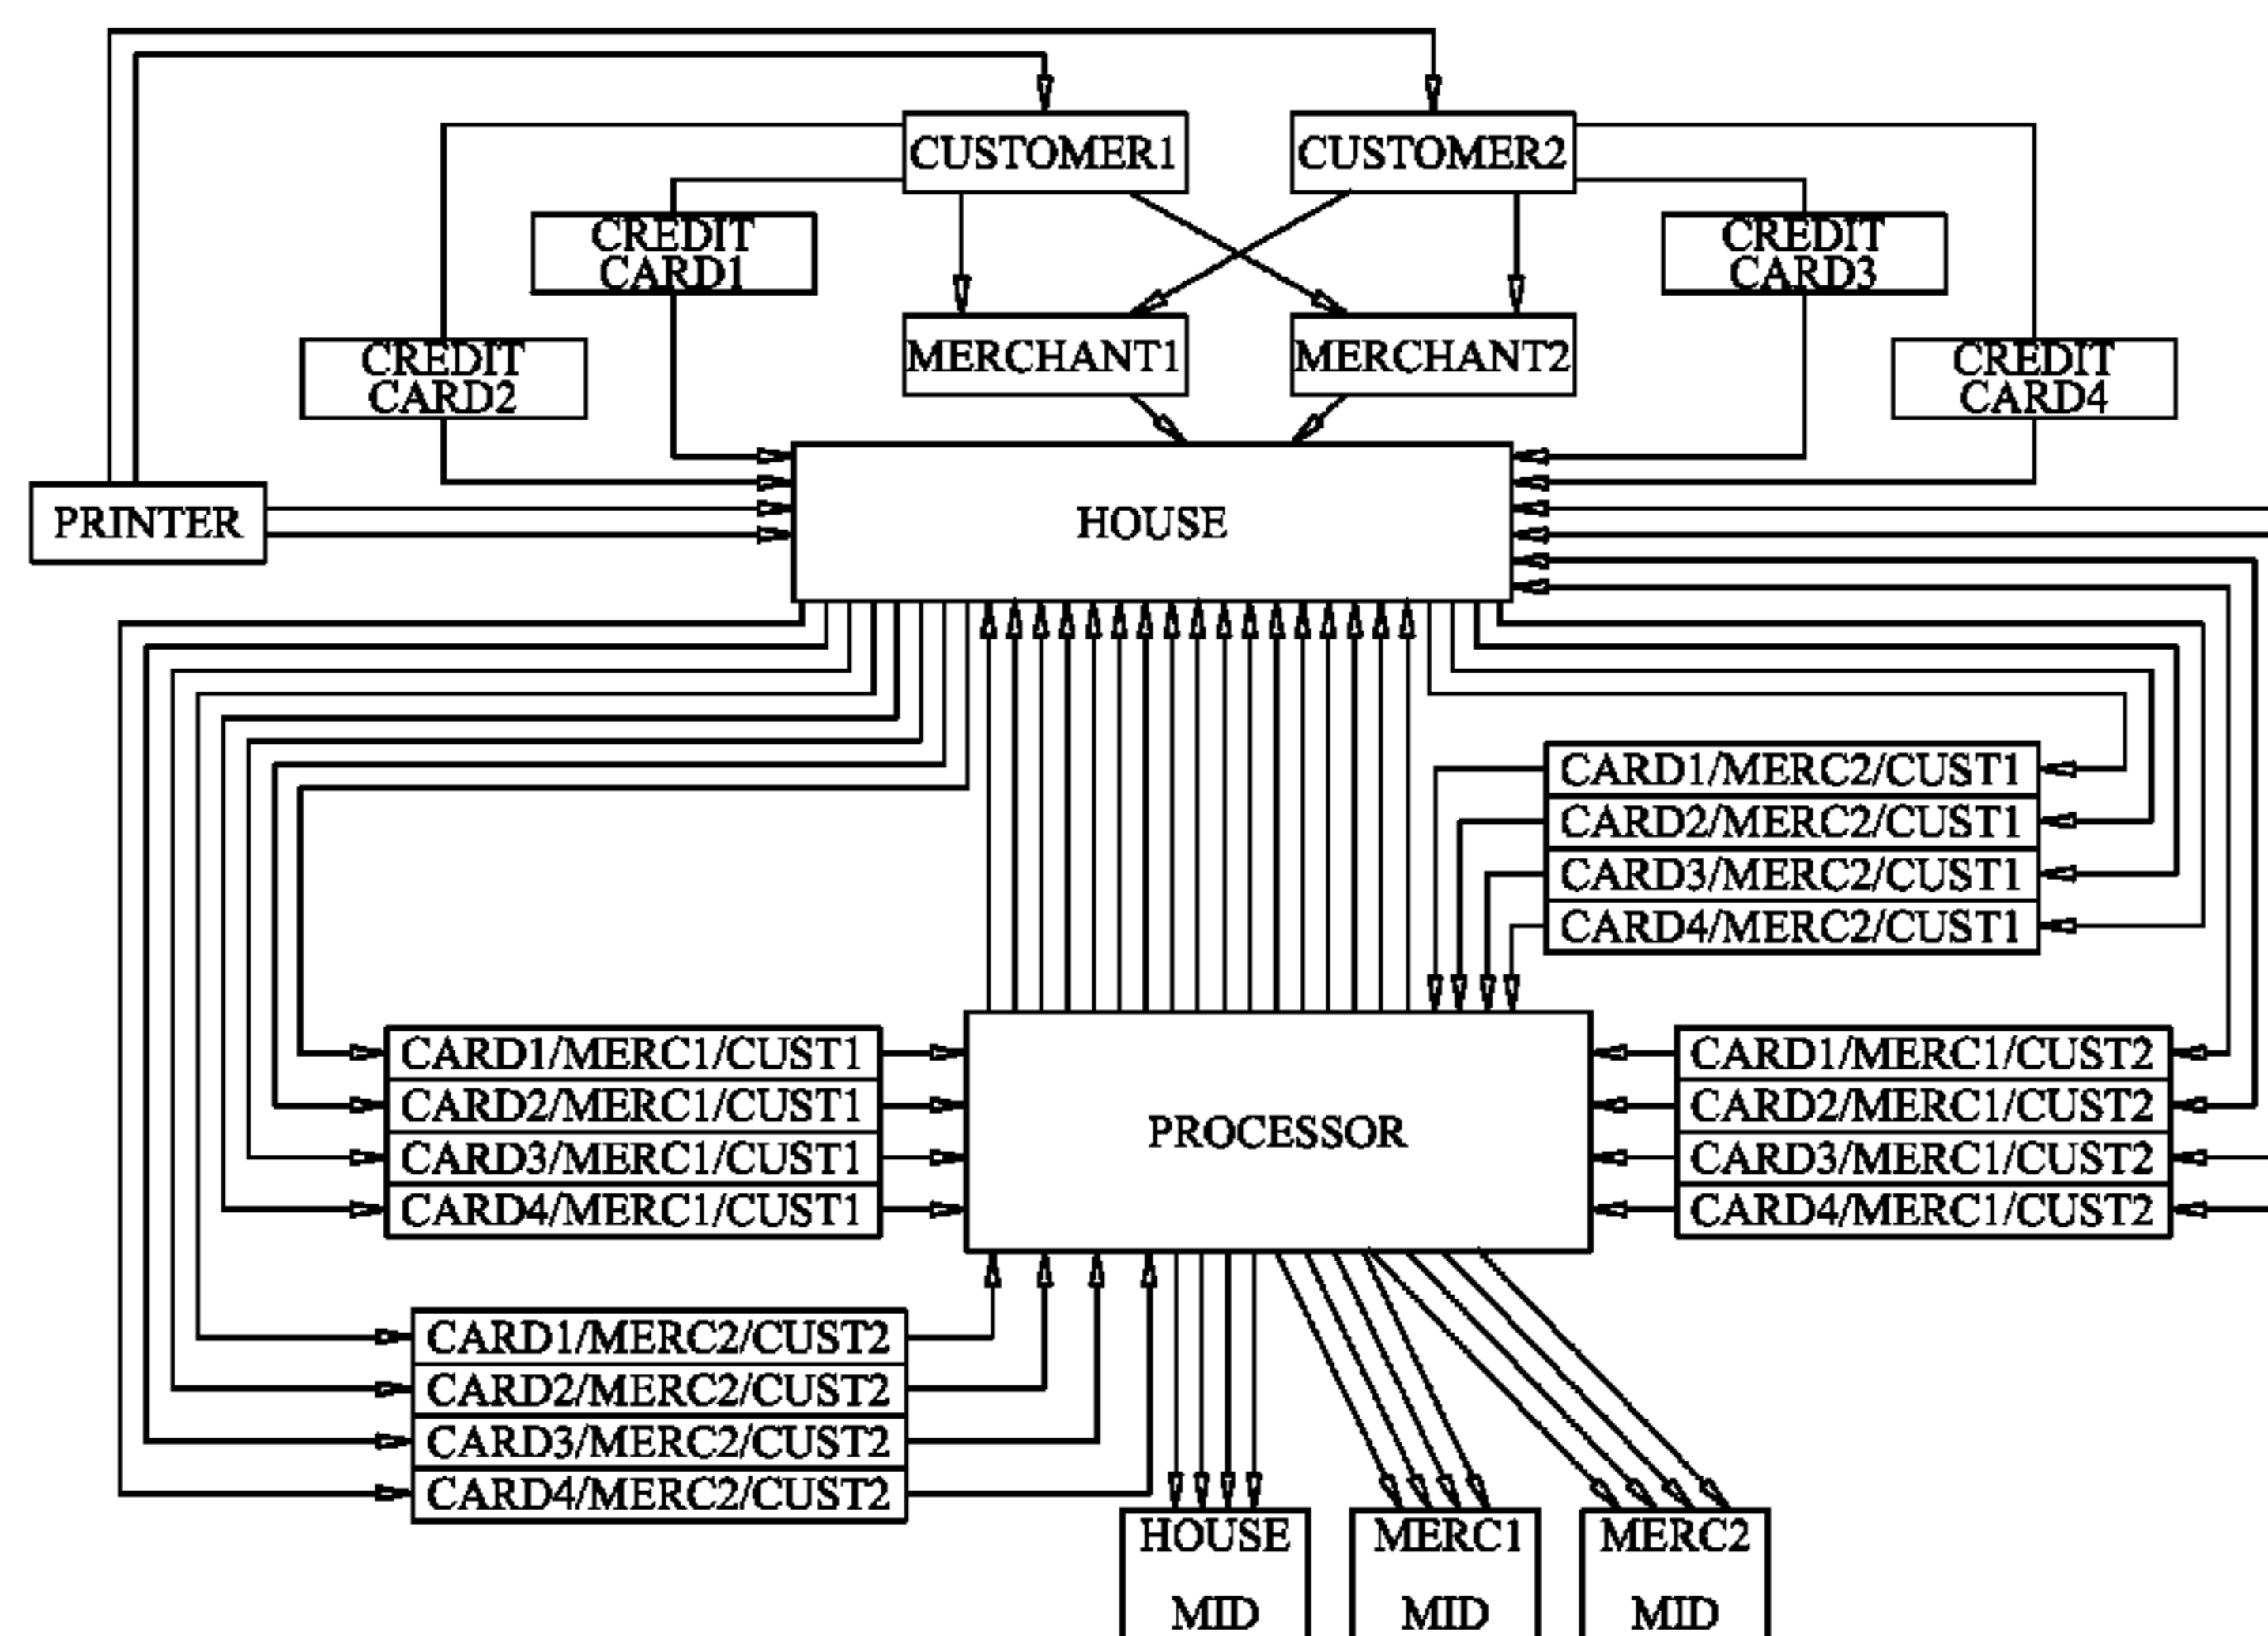 CUSTOMER1
CUSTOMER2
CREDIT
CARD1
CREDIT
CARD3
CREDIT
CARD2
MERCHANT1
MERCHANT2
CREDIT
CARD4
PRINTER
HOUSE
CARD1/MERC2/CUST1
CARD2/MERC2/CUST1
CARD3/MERC2/CUST1
CARD4/MERC2/CUST1
CARD1/MERC1/CUST1
CARD2/MERC1/CUST1
CARD3/MERC1/CUST1
CARD4/MERC1/CUST1
PROCESSOR
CARD1/MERC1/CUST2
CARD2/MERC1/CUST2
CARD3/MERC1/CUST2
CARD4/MERC1/CUST2
CARD1/MERC2/CUST2
CARD2/MERC2/CUST2
CARD3/MERC2/CUST2
CARD4/MERC2/CUST2
HOUSE
MID
MERC1
MID
MERC2
MID